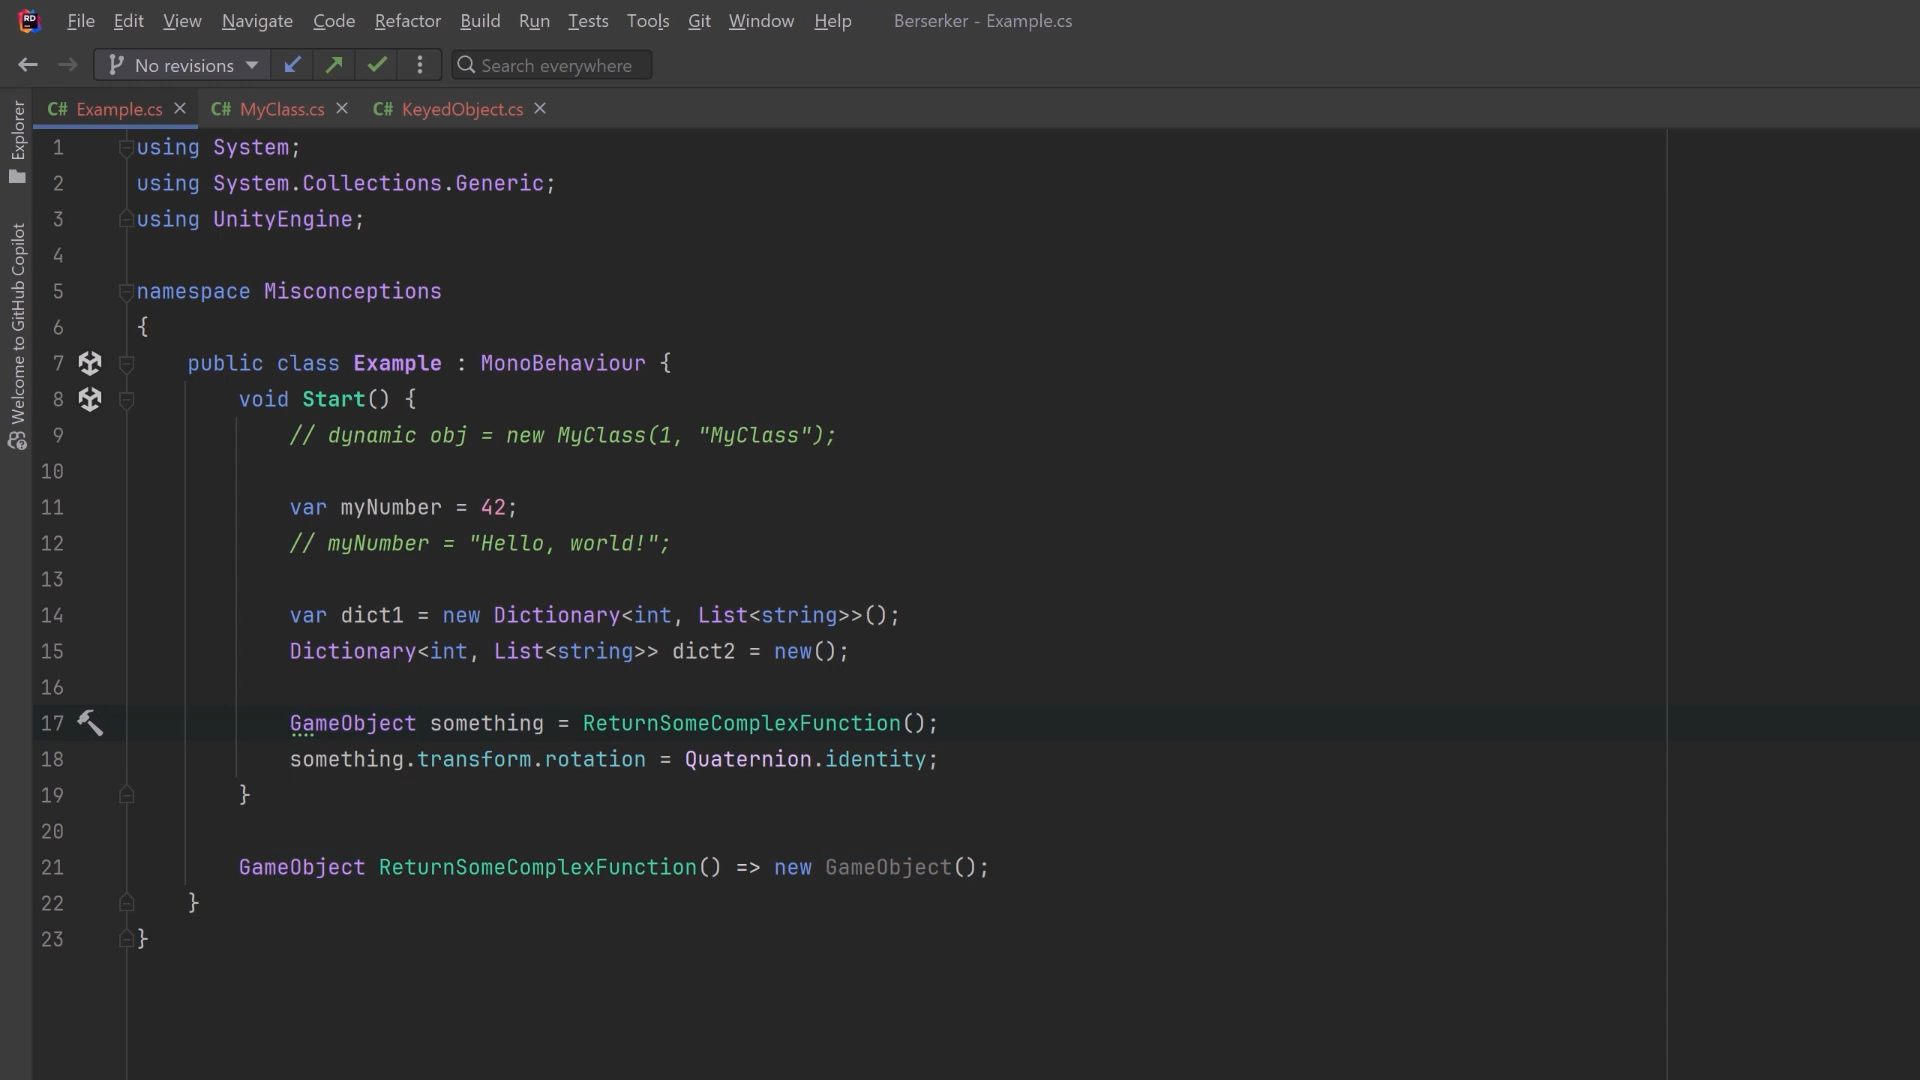 RD File Edit View Navigate Code Refactor Build Run Tests Tools Git Window Help Berserker - Example.cs
No revisions Search everywhere
C# Example.cs C# MyClass.cs C# KeyedObject.cs
Explorer
Welcome to GitHub Copilot
1 using System;
2 using System.Collections.Generic;
3 using UnityEngine;
4
5 namespace Misconceptions
6 {
7 public class Example : MonoBehaviour {
8 void Start() {
9 // dynamic obj = new MyClass(1, "MyClass");
10
11 var myNumber = 42;
12 // myNumber = "Hello, world!";
13
14 var dict1 = new Dictionary<int, List<string>>();
15 Dictionary<int, List<string>> dict2 = new();
16
17 GameObject something = ReturnSomeComplexFunction();
18 something.transform.rotation = Quaternion.identity;
19 }
20
21 GameObject ReturnSomeComplexFunction() => new GameObject();
22 }
23 }